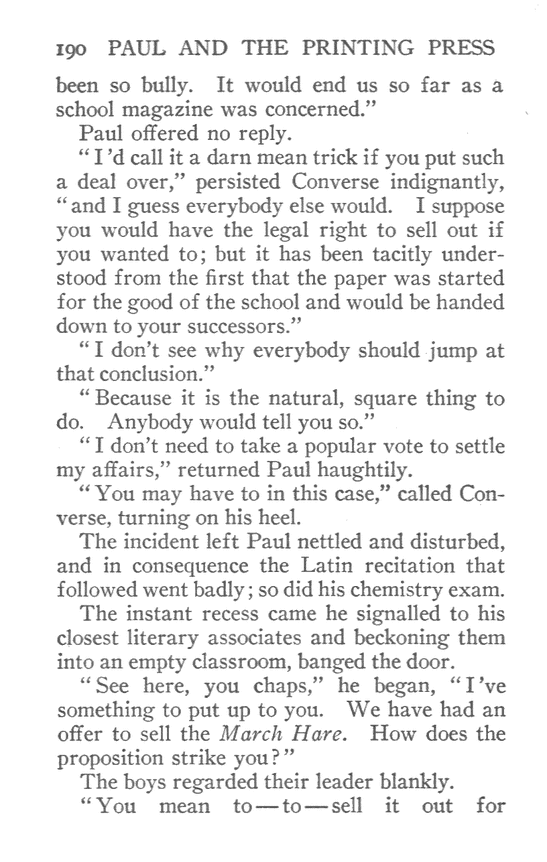 190 PAUL AND THE PRINTING PRESS
been so bully. It would end us so far as a
school magazine was concerned.”
Paul offered no reply.
“I ’d call it a darn mean trick if you put such
a deal over,” persisted Converse indignantly,
“and I guess everybody else would. I suppose
you would have the legal right to sell out if
you wanted to; but it has been tacitly under-
stood from the first that the paper was started
for the good of the school and would be handed
down to your successors.”
“I don’t see why everybody should jump at
that conclusion.”
“Because it is the natural, square thing to
do. Anybody would tell you so.”
“I don’t need to take a popular vote to settle
my affairs,” returned Paul haughtily.
“You may have to in this case,” called Con-
verse, turning on his heel.
The incident left Paul nettled and disturbed,
and in consequence the Latin recitation that
followed went badly; so did his chemistry exam.
The instant recess came he signalled to his
closest literary associates and beckoning them
into an empty classroom, banged the door.
“See here, you chaps,” he began, “I ’ve
something to put up to you. We have had an
offer to sell the March Hare. How does the
proposition strike you?”
The boys regarded their leader blankly.
“You mean to—to—sell it out for